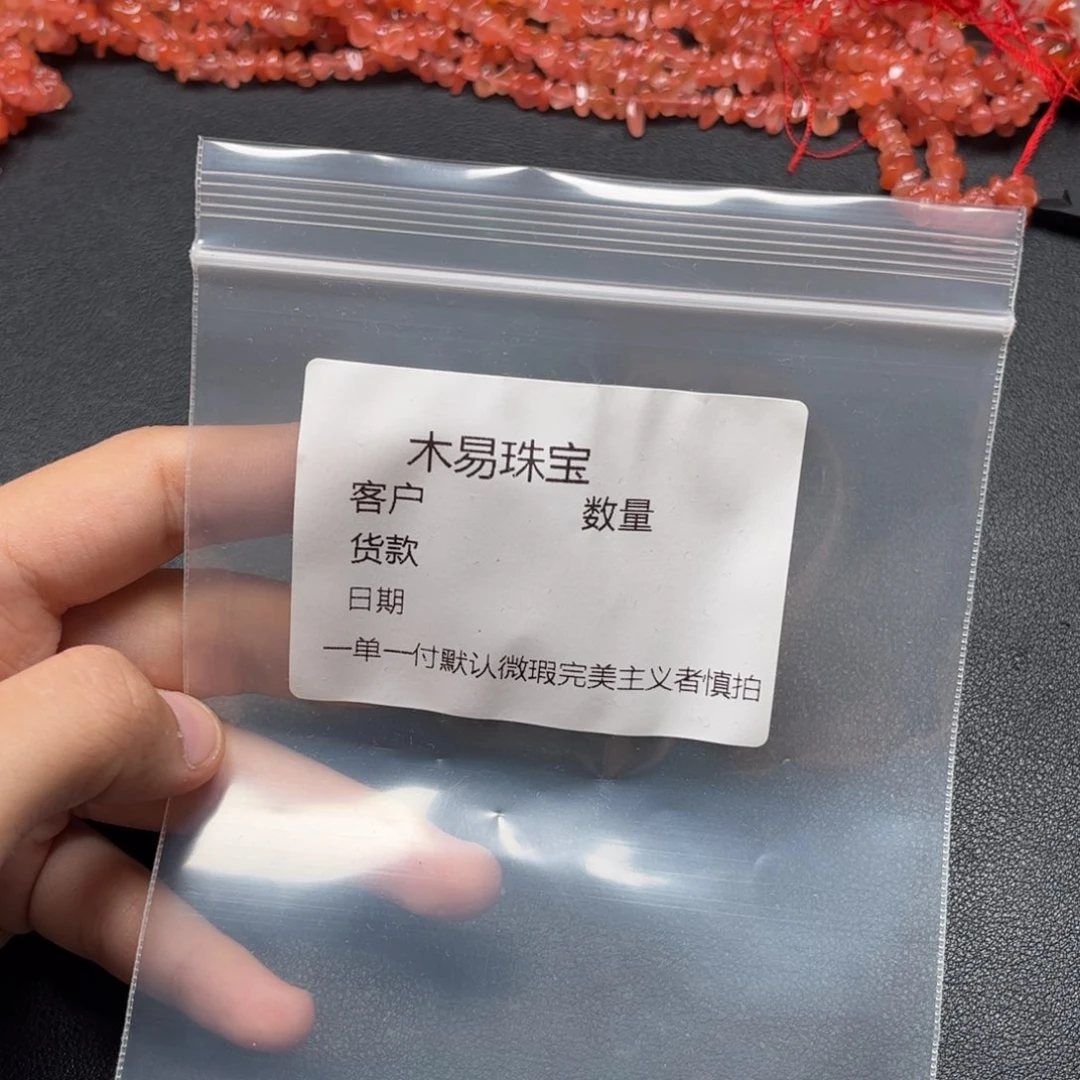 木易珠宝
客户 数量
货款
日期
一单一付默认微瑕完美主义者慎拍